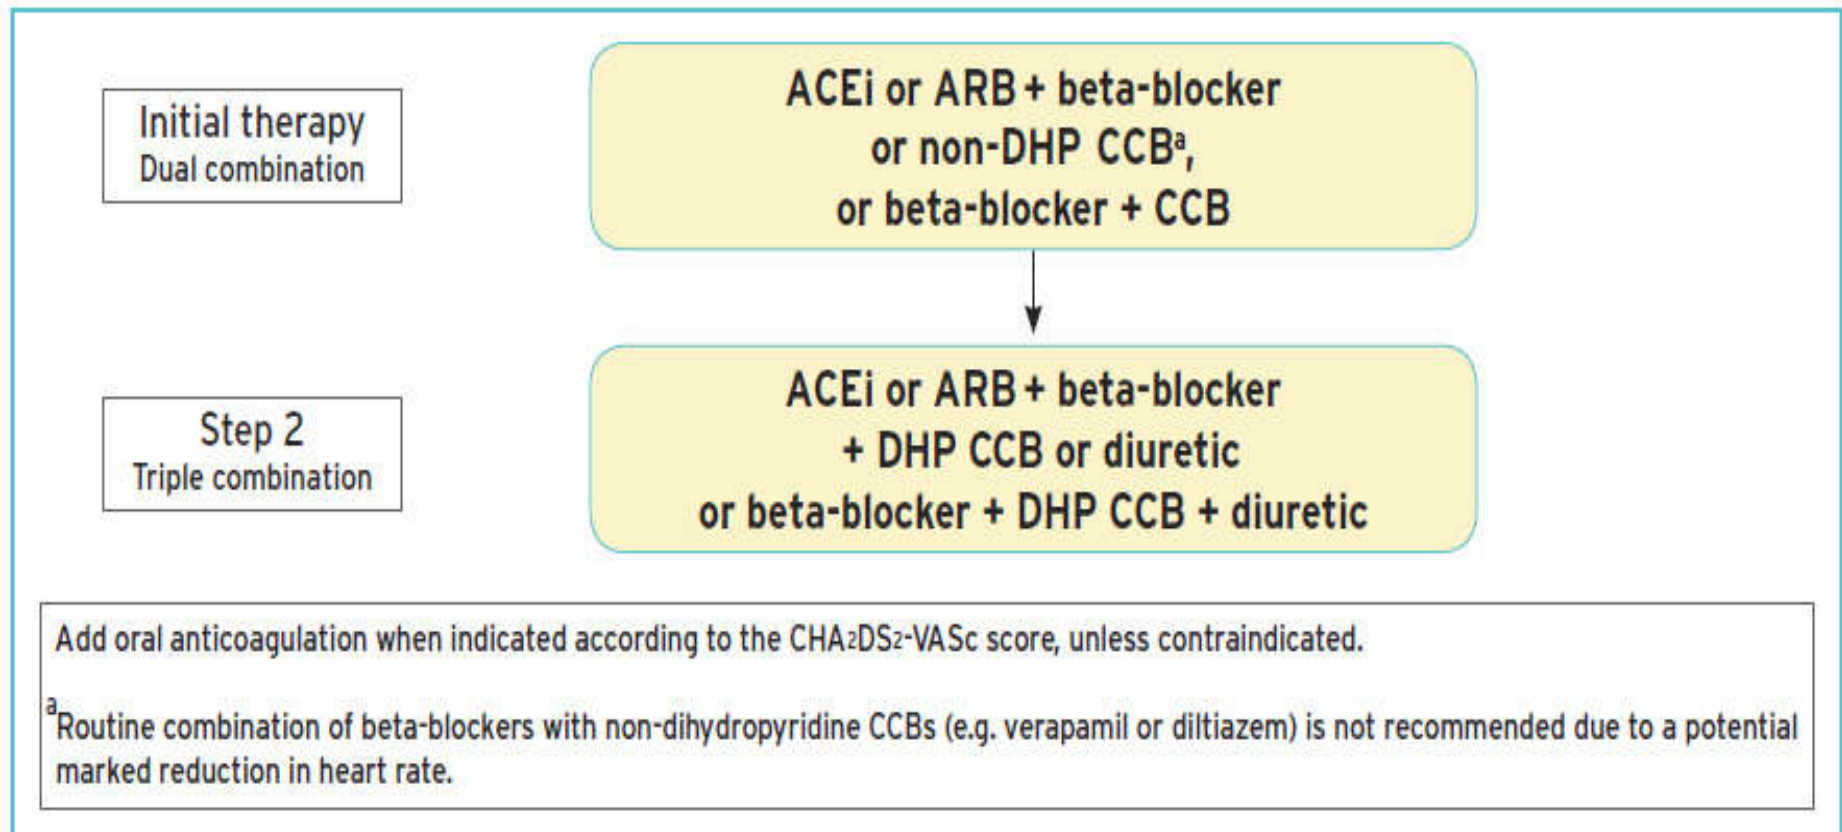 Initial therapy
Dual combination
ACEi or ARB + beta-blocker
or non-DHP CCBᵃ,
or beta-blocker + CCB
Step 2
Triple combination
ACEi or ARB + beta-blocker
+ DHP CCB or diuretic
or beta-blocker + DHP CCB + diuretic
Add oral anticoagulation when indicated according to the CHA₂DS₂-VASc score, unless contraindicated.
ᵃRoutine combination of beta-blockers with non-dihydropyridine CCBs (e.g. verapamil or diltiazem) is not recommended due to a potential
marked reduction in heart rate.